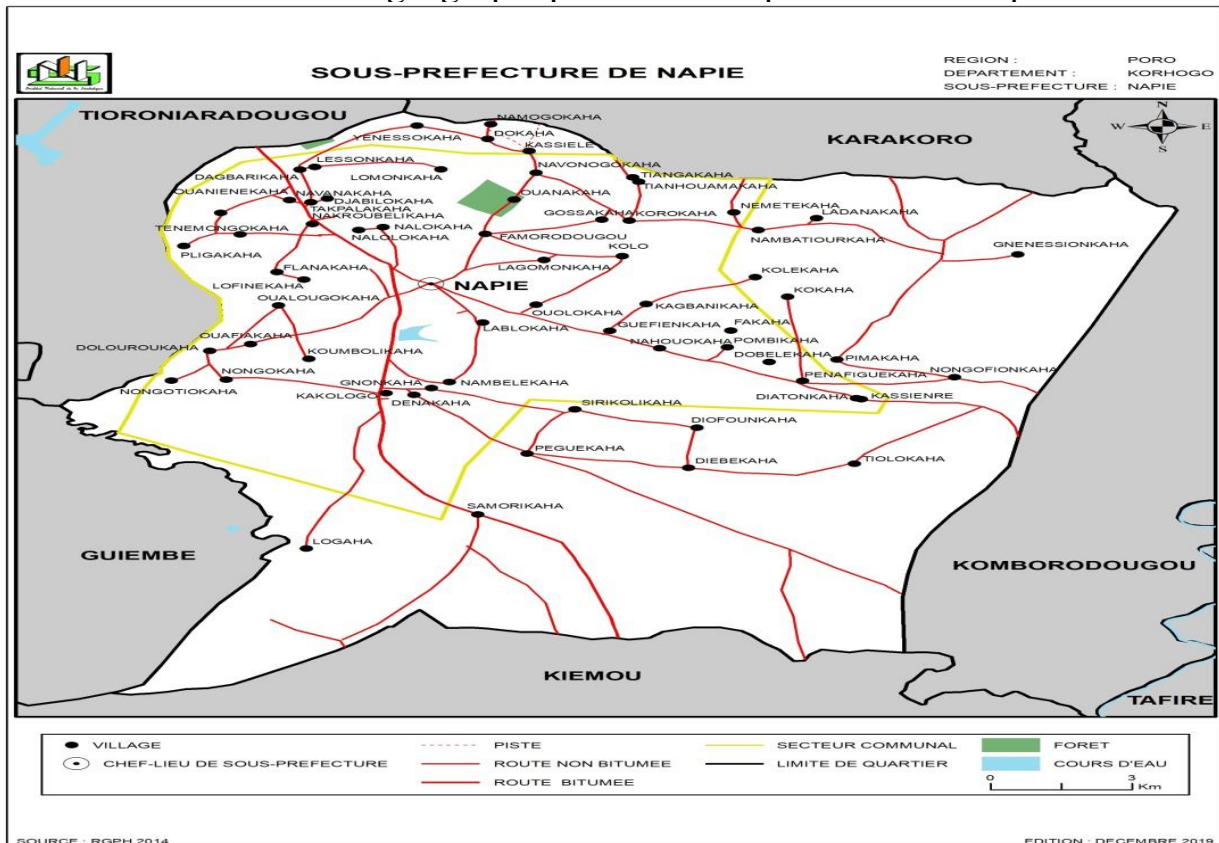 SOUS-PREFECTURE DE NAPIE
REGION : PORO
DEPARTEMENT : KORHOGO
SOUS-PREFECTURE : NAPIE
N
W E
S
TIORONIARADOUGOU
KARAKORO
NAMOGOKAHA
YENESSOKAHA
DOKAHA
KASSIELE
LESSONKAHA
NAVONOGOKAHA
DAGBARIKAHA
LOMONKAHA
TIANGAKAHA
TIANHOUAMAKAHA
OUANIENEKAHA
NAVANAKAHA
DJABILOKAHA
OUANAKAHA
TAKPALAKAHA
NAKROUBELIKAHA
GOSSAKAHA
KOROKAHA
NEMETEKAHA
LADANAKAHA
TENEMONGOKAHA
NALOKAHA
NALOLOKAHA
FAMORODOUGOU
NAMBATIOURKAHA
PLIGAKAHA
KOLO
GNENESSIONKAHA
FLANAKAHA
LAGOMONKAHA
LOFINEKAHA
NAPIE
KOLEKAHA
KOKAHA
OUALOUGOKAHA
OUOLOKAHA
KAGBANIKAHA
LABLOKAHA
GUEFIENKAHA
FAKAHA
OUAFIAKAHA
DOLOUROUKAHA
KOUMBOLIKAHA
NAHOUOKAHA
POMBIKAHA
DOBELEKAHA
PIMAKAHA
NONGOTIOKAHA
NONGOKAHA
GNONKAHA
NAMBELEKAHA
PENAFIGUEKAHA
NONGOFIONKAHA
KAKOLOGO
DENAKAHA
SIRIKOLIKAHA
DIATONKAHA
KASSIENRE
DIOFOUNKAHA
PEGUEKAHA
DIEBEKAHA
TIOLOKAHA
SAMORIKAHA
LOGAHA
GUIEMBE
KOMBORODOUGOU
KIEMOU
TAFIRE
VILLAGE
CHEF-LIEU DE SOUS-PREFECTURE
PISTE
ROUTE NON BITUMEE
ROUTE BITUMEE
SECTEUR COMMUNAL
LIMITE DE QUARTIER
FORET
COURS D'EAU
0 3
Km
SOURCE : RGPH 2014
EDITION : DECEMBRE 2019